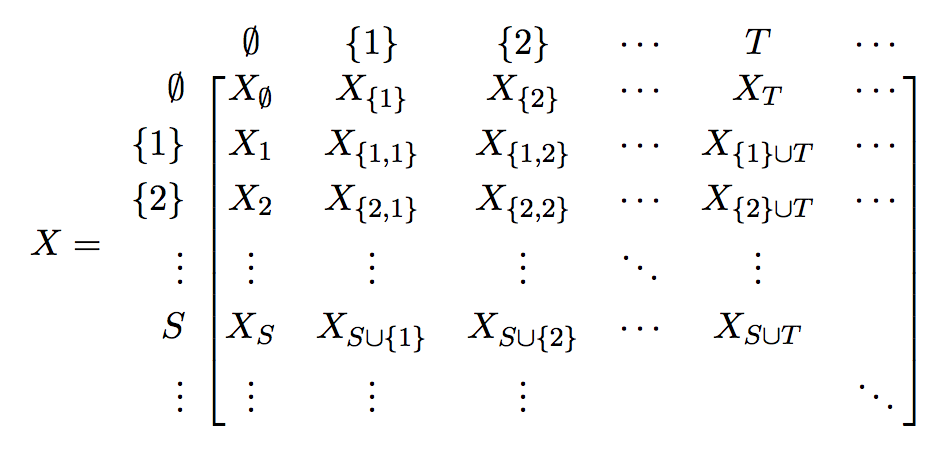 ∅ {1} {2} ⋯ T ⋯
∅ X_∅ X_{1} X_{2} ⋯ X_T ⋯
{1} X_1 X_{1,1} X_{1,2} ⋯ X_{1}∪T ⋯
{2} X_2 X_{2,1} X_{2,2} ⋯ X_{2}∪T ⋯
X =
⋮ ⋮ ⋮ ⋮ ⋱ ⋮
S X_S X_S∪{1} X_S∪{2} ⋯ X_S∪T
⋮ ⋮ ⋮ ⋮ ⋱